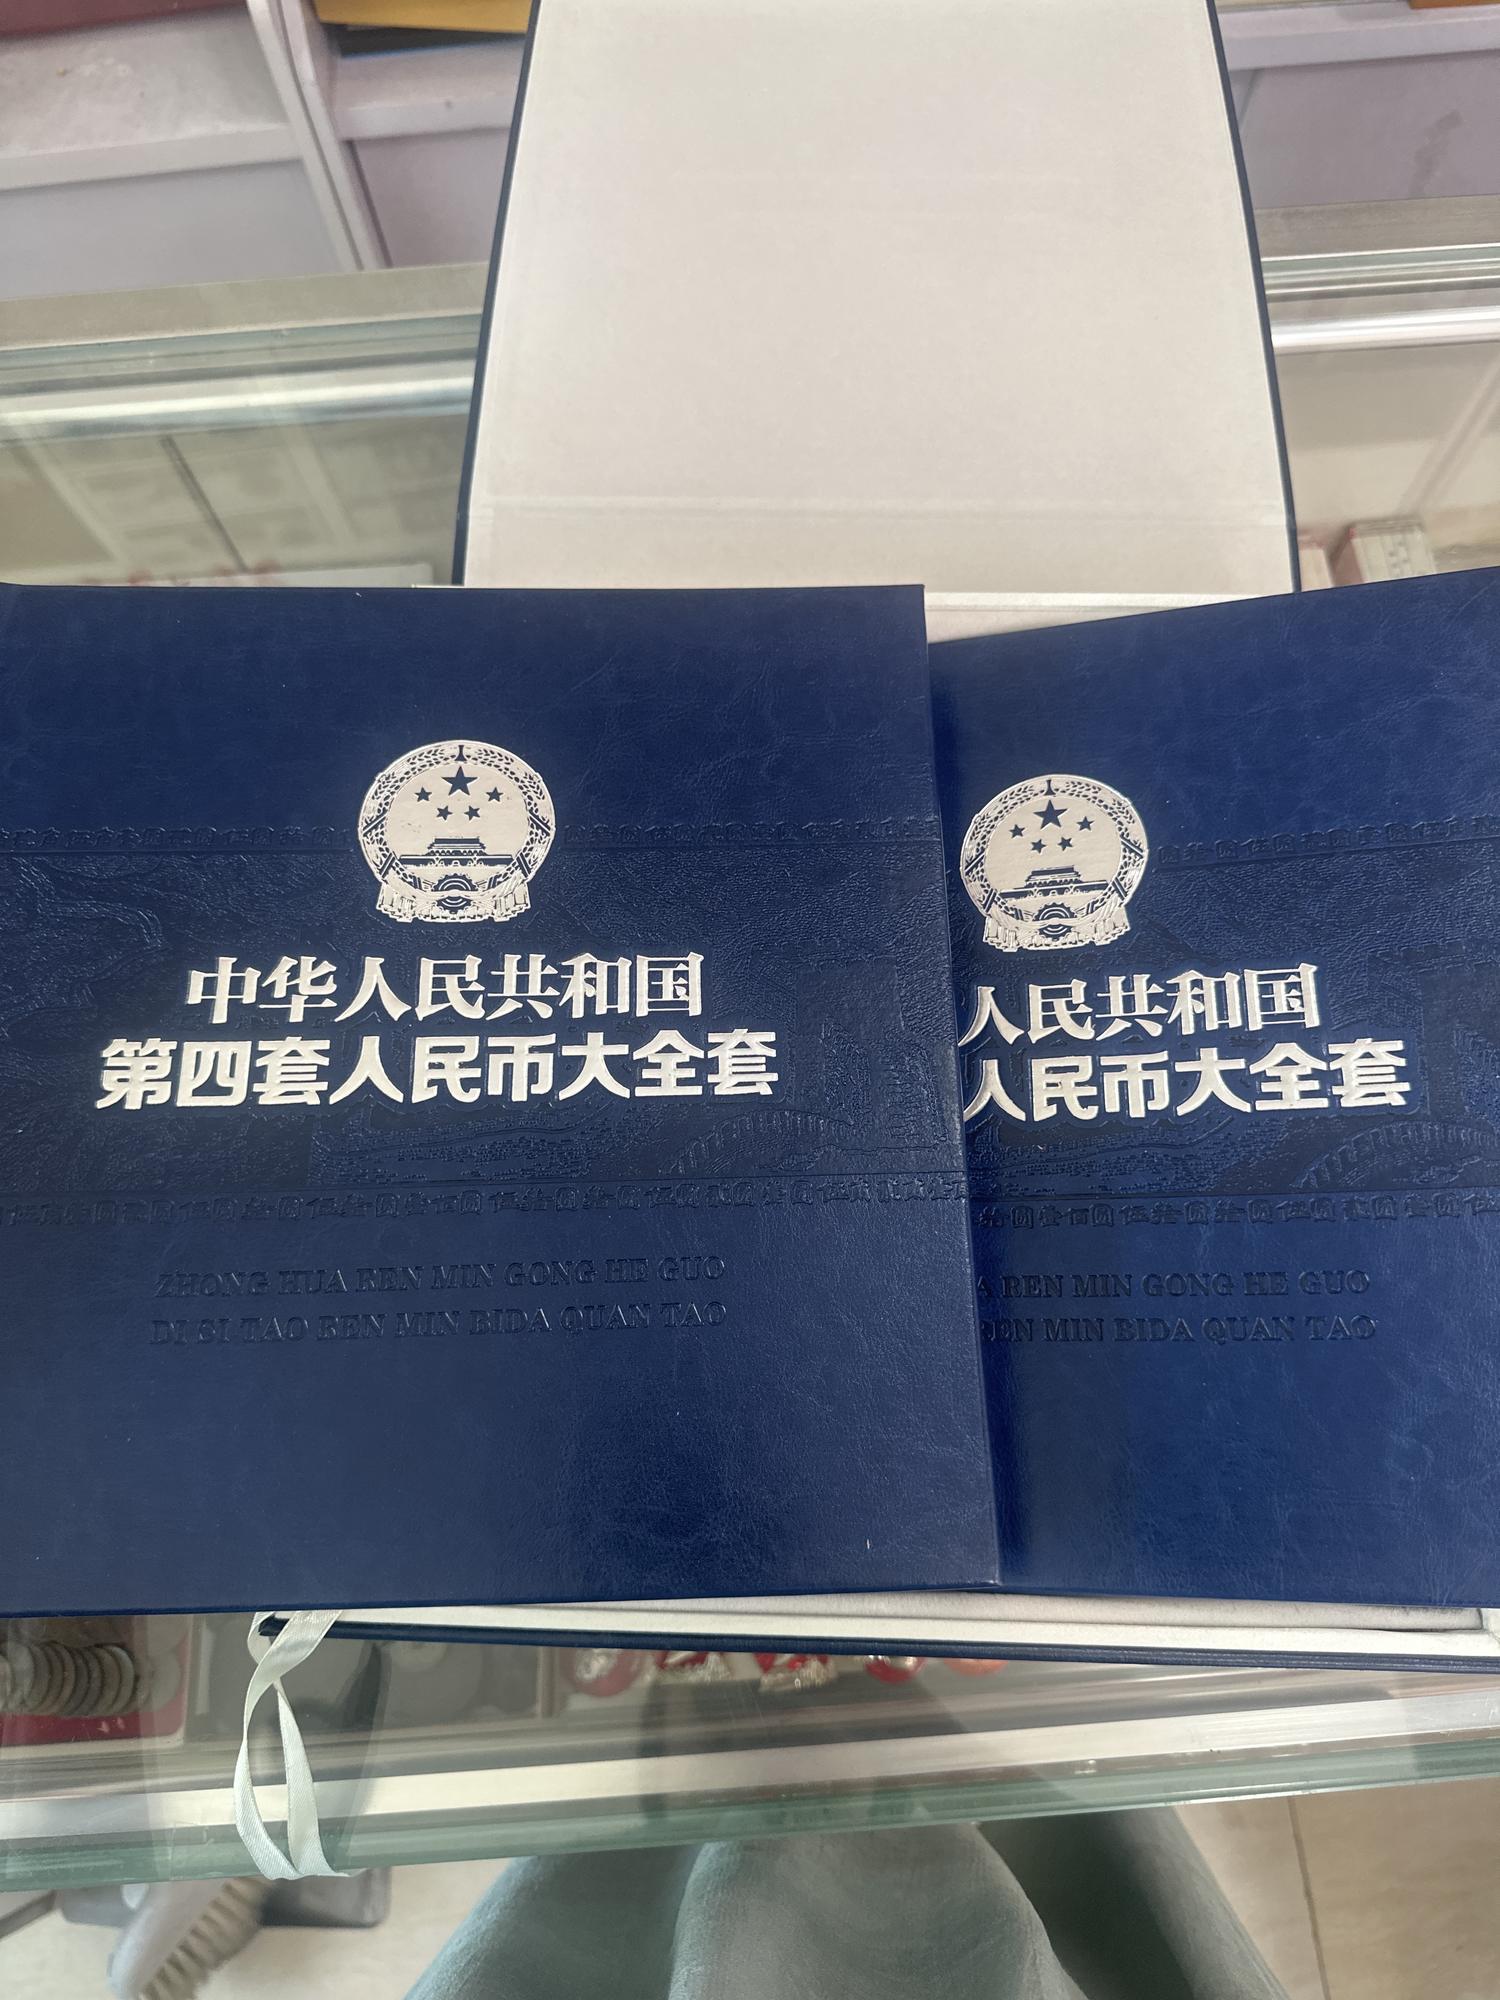 中华人民共和国
第四套人民币大全套
ZHONG HUA REN MIN GONG HE GUO
DI SI TAO REN MIN BIDA QUAN TAO
人民共和国
人民币大全套
A REN MIN GONG HE GUO
REN MIN BIDA QUAN TAO